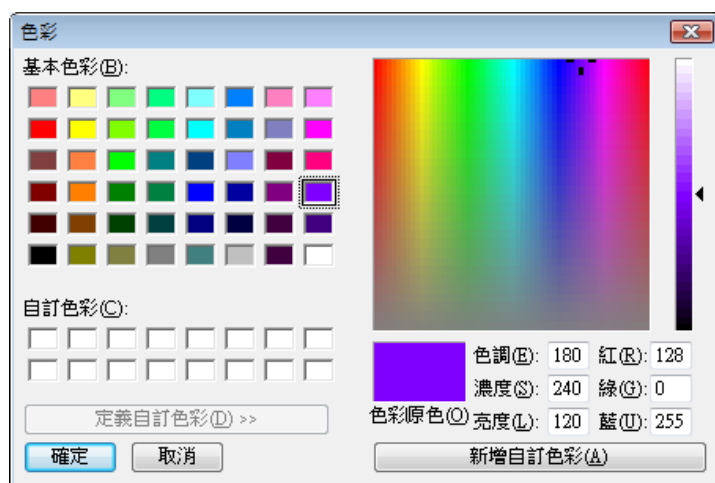 色彩
基本色彩(B):
自訂色彩(C):
定義自訂色彩(D) >>
確定 取消
色彩原色(O)
色調(E): 180 紅(R): 128
濃度(S): 240 綠(G): 0
亮度(L): 120 藍(U): 255
新增自訂色彩(A)